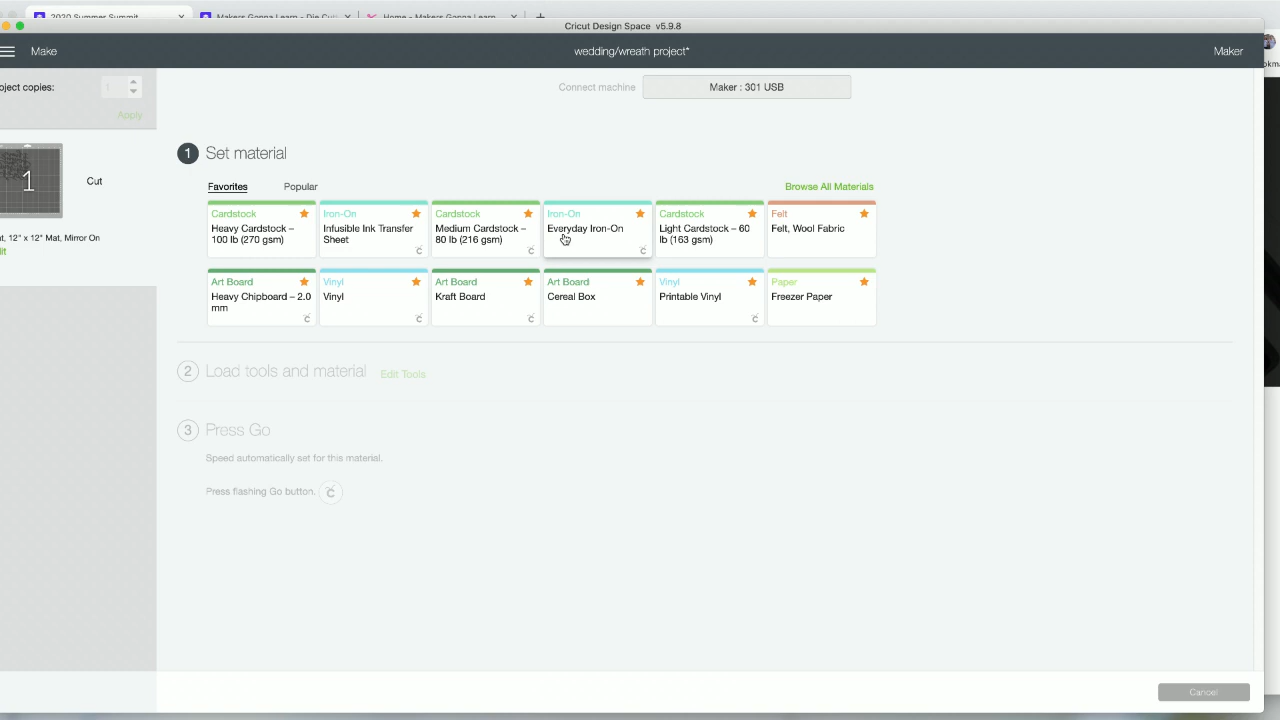 2020 Summer Summit
Makers Gonna Learn - Die Cu
Home - Makers Gonna Learn
Cricut Design Space v5.9.8
Make
wedding/wreath project*
Maker
oject copies:
1
Apply
Connect machine
Maker : 301 USB
1
Cut
t, 12" x 12" Mat, Mirror On
it
1 Set material
Favorites
Popular
Browse All Materials
Cardstock
Heavy Cardstock –
100 lb (270 gsm)
Iron-On
Infusible Ink Transfer
Sheet
Cardstock
Medium Cardstock –
80 lb (216 gsm)
Iron-On
Everyday Iron-On
Cardstock
Light Cardstock – 60
lb (163 gsm)
Felt
Felt, Wool Fabric
Art Board
Heavy Chipboard – 2.0
mm
Vinyl
Vinyl
Art Board
Kraft Board
Art Board
Cereal Box
Vinyl
Printable Vinyl
Paper
Freezer Paper
2 Load tools and material Edit Tools
3 Press Go
Speed automatically set for this material.
Press flashing Go button.
Cancel